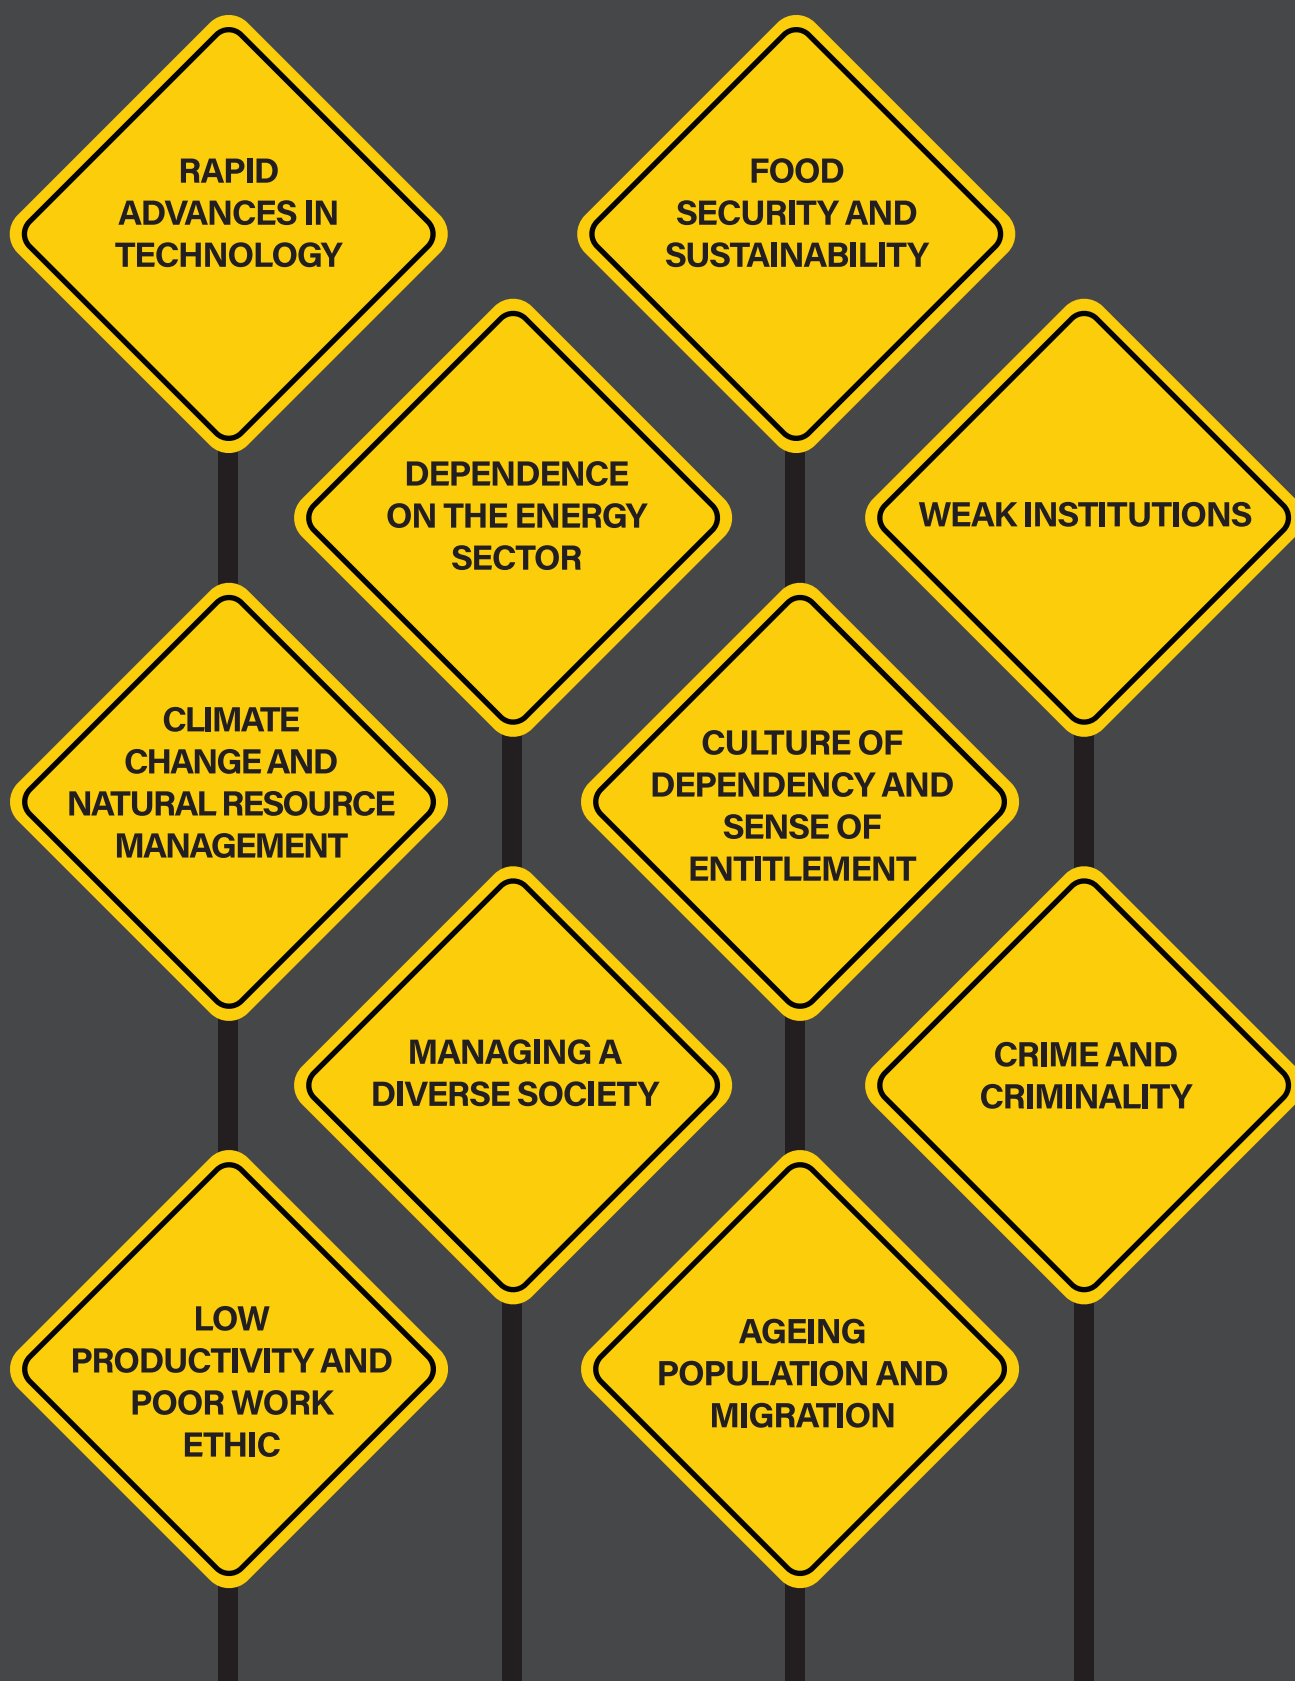 RAPID
ADVANCES IN
TECHNOLOGY
FOOD
SECURITY AND
SUSTAINABILITY
DEPENDENCE
ON THE ENERGY
SECTOR
WEAK INSTITUTIONS
CLIMATE
CHANGE AND
NATURAL RESOURCE
MANAGEMENT
CULTURE OF
DEPENDENCY AND
SENSE OF
ENTITLEMENT
MANAGING A
DIVERSE SOCIETY
CRIME AND
CRIMINALITY
LOW
PRODUCTIVITY AND
POOR WORK
ETHIC
AGEING
POPULATION AND
MIGRATION